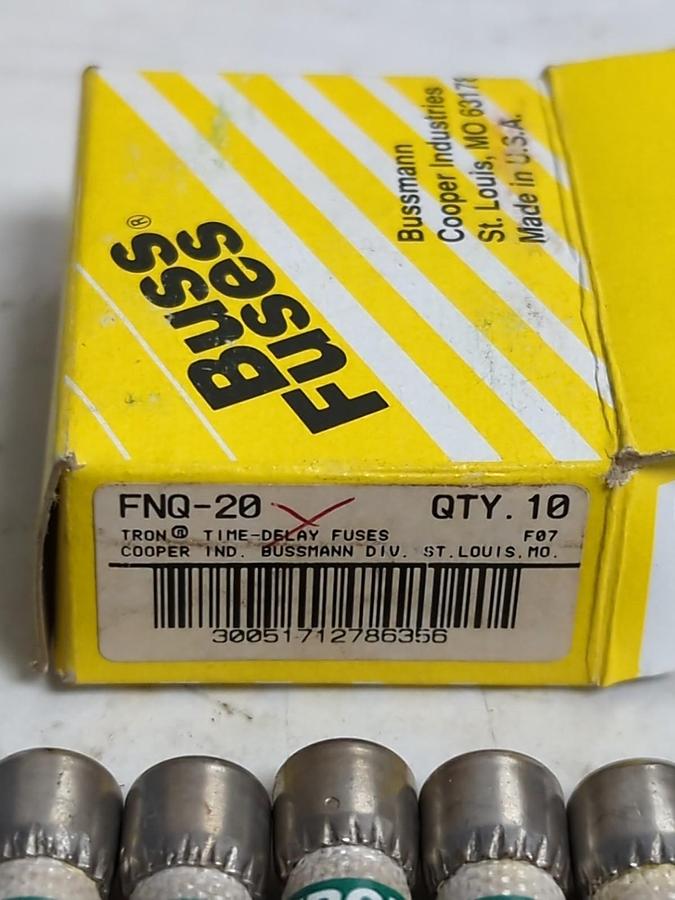 Buss®
Fuses
Bussmann
Cooper Industries
St. Louis, MO 63178
Made in U.S.A.
FNQ-20 QTY. 10
TRON® TIME-DELAY FUSES F07
COOPER IND. BUSSMANN DIV. ST.LOUIS,MO.
30051712786356